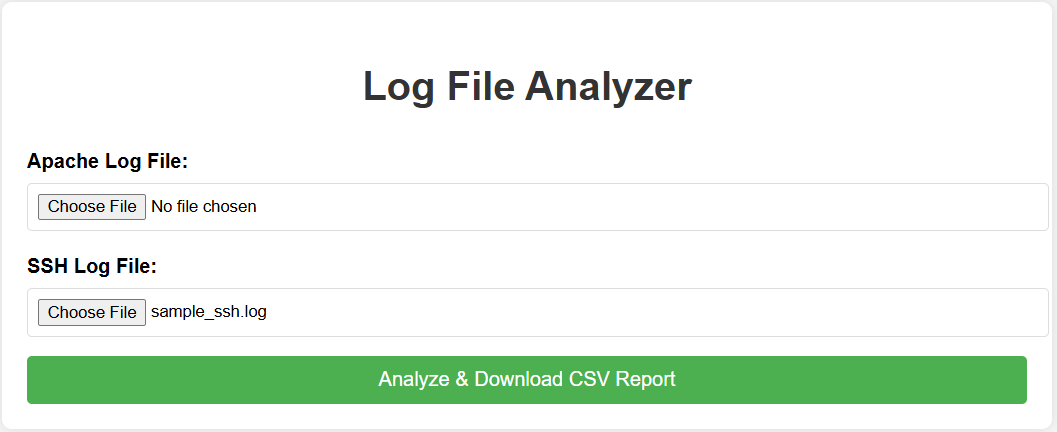 Log File Analyzer
Apache Log File:
Choose File No file chosen
SSH Log File:
Choose File sample_ssh.log
Analyze & Download CSV Report